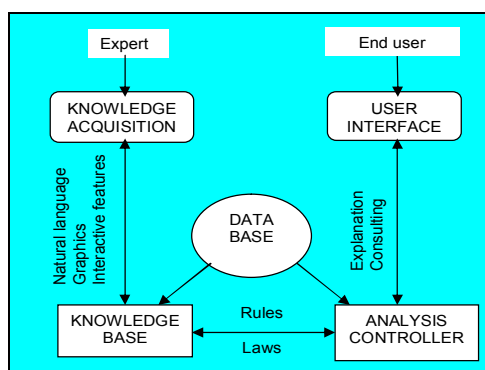 Expert
End user
KNOWLEDGE
ACQUISITION
USER
INTERFACE
Natural language
Graphics
Interactive features
DATA
BASE
Explanation
Consulting
KNOWLEDGE
BASE
Rules
Laws
ANALYSIS
CONTROLLER